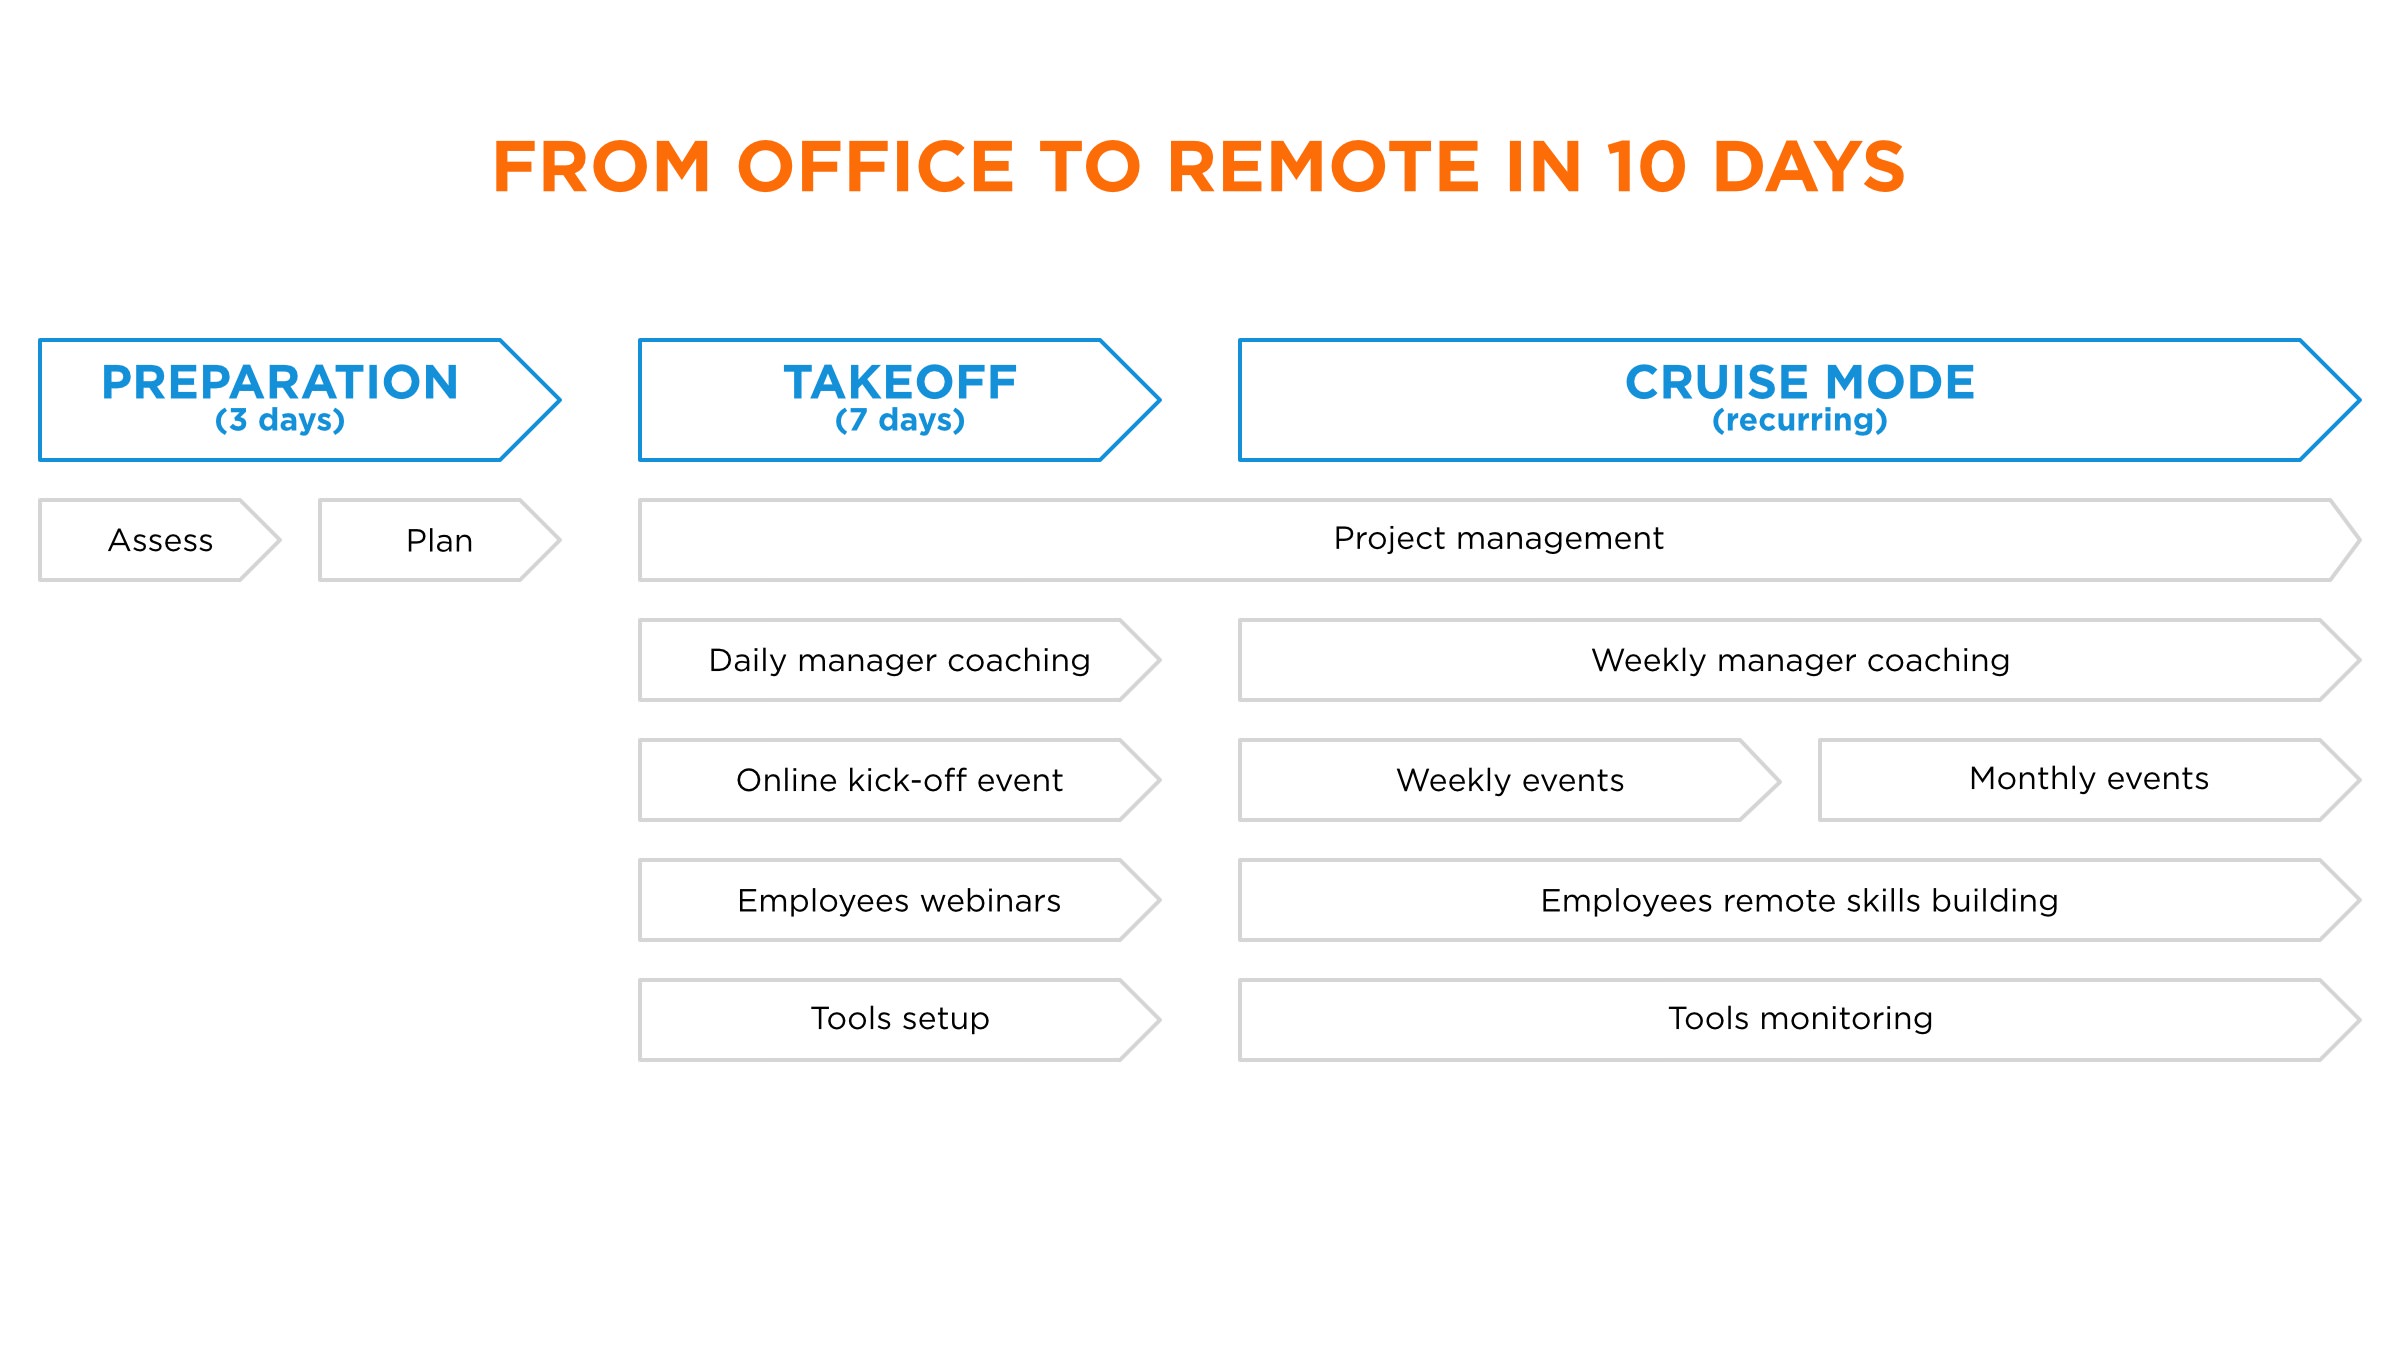 FROM OFFICE TO REMOTE IN 10 DAYS
PREPARATION
(3 days)
TAKEOFF
(7 days)
CRUISE MODE
(recurring)
Assess
Plan
Project management
Daily manager coaching
Weekly manager coaching
Online kick-off event
Weekly events
Monthly events
Employees webinars
Employees remote skills building
Tools setup
Tools monitoring